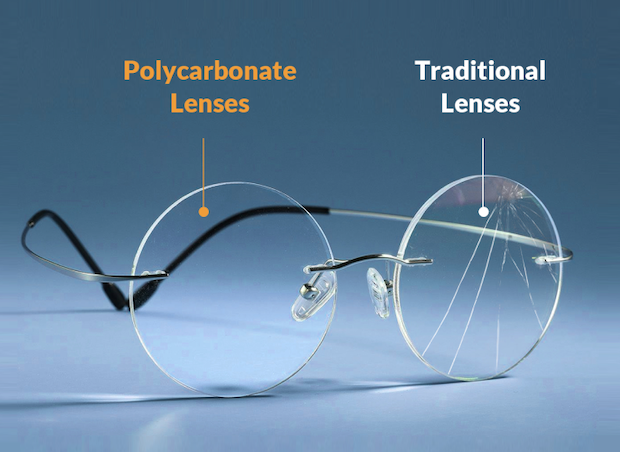 Polycarbonate
Lenses
Traditional
Lenses